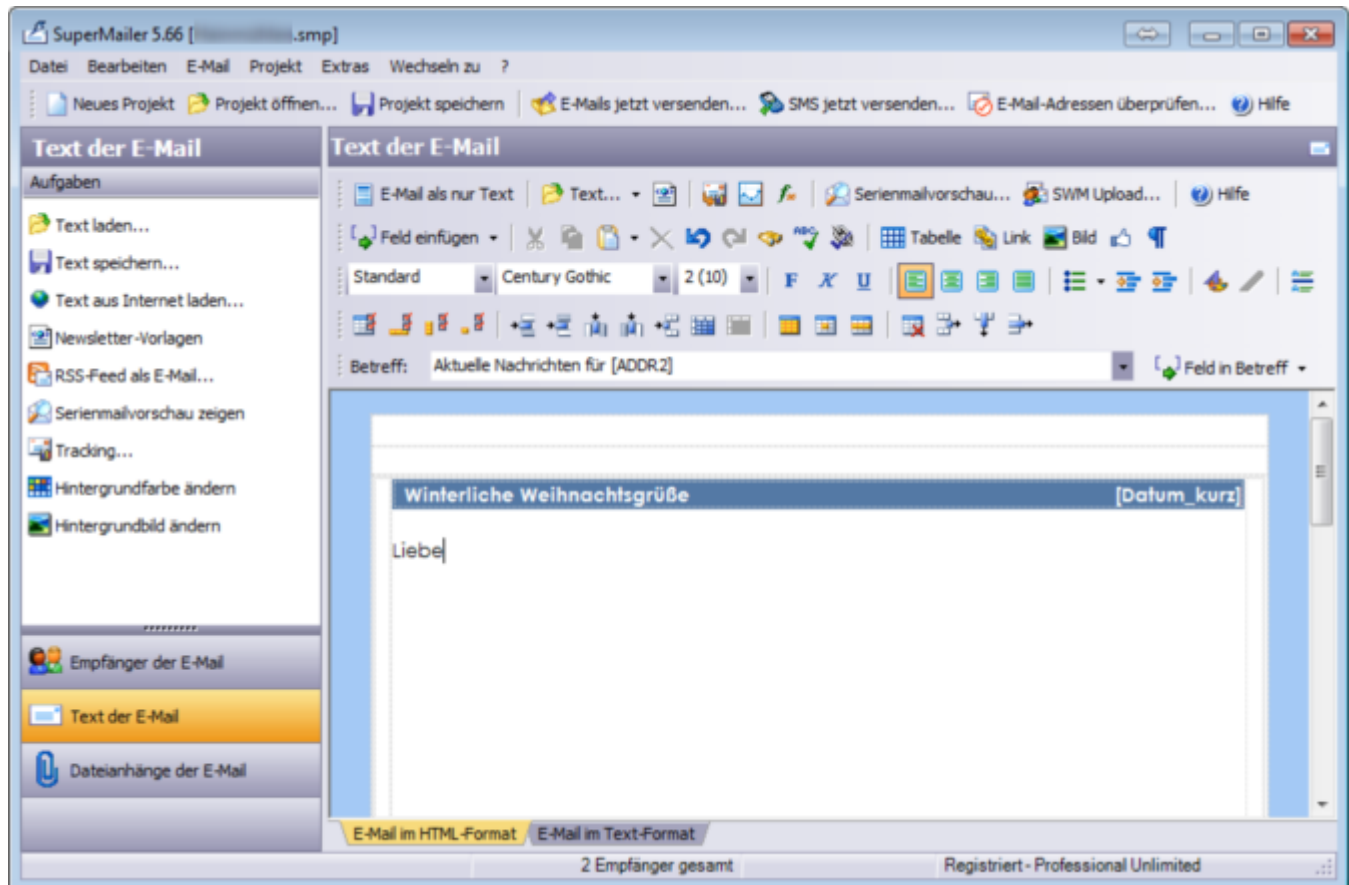 SuperMailer 5.66 [ .smp]
Datei Bearbeiten E-Mail Projekt Extras Wechseln zu ?
Neues Projekt Projekt öffnen... Projekt speichern E-Mails jetzt versenden... SMS jetzt versenden... E-Mail-Adressen überprüfen... Hilfe
Text der E-Mail
Aufgaben
Text laden...
Text speichern...
Text aus Internet laden...
Newsletter-Vorlagen
RSS-Feed als E-Mail...
Serienmailvorschau zeigen
Tracking...
Hintergrundfarbe ändern
Hintergrundbild ändern
Empfänger der E-Mail
Text der E-Mail
Dateianhänge der E-Mail
Text der E-Mail
E-Mail als nur Text Text... Serienmailvorschau... SWM Upload... Hilfe
Feld einfügen ABC Tabelle Link Bild
Standard Century Gothic 2 (10) F K U
Betreff: Aktuelle Nachrichten für [ADDR2] Feld in Betreff
Winterliche Weihnachtsgrüße [Datum_kurz]
Liebe
E-Mail im HTML-Format E-Mail im Text-Format
2 Empfänger gesamt Registriert - Professional Unlimited